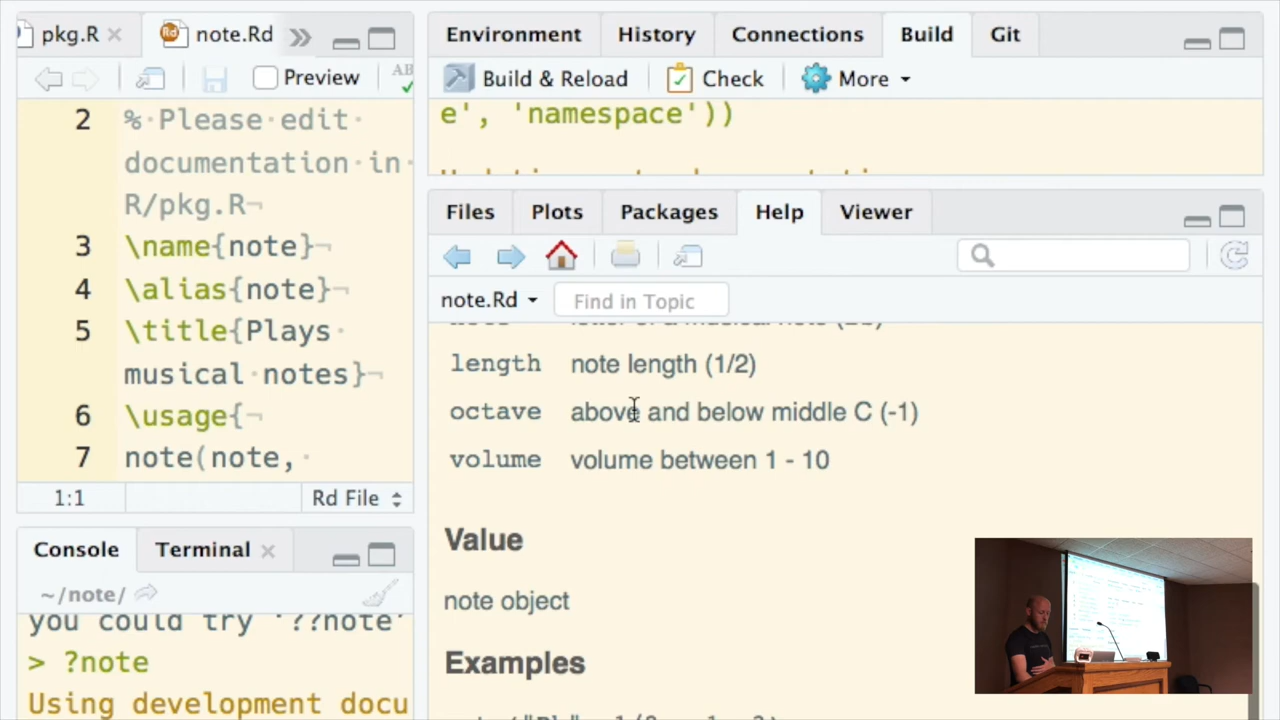 pkg.R
note.Rd
Preview
2 % Please edit
documentation in
R/pkg.R
3 \name{note}
4 \alias{note}
5 \title{Plays
musical notes}
6 \usage{
7 note(note,
1:1 Rd File
Console Terminal
~/note/
you could try '??note'
> ?note
Using development docu
Environment History Connections Build Git
Build & Reload Check More
e', 'namespace'))
Files Plots Packages Help Viewer
note.Rd Find in Topic
length note length (1/2)
octave above and below middle C (-1)
volume volume between 1 - 10
Value
note object
Examples